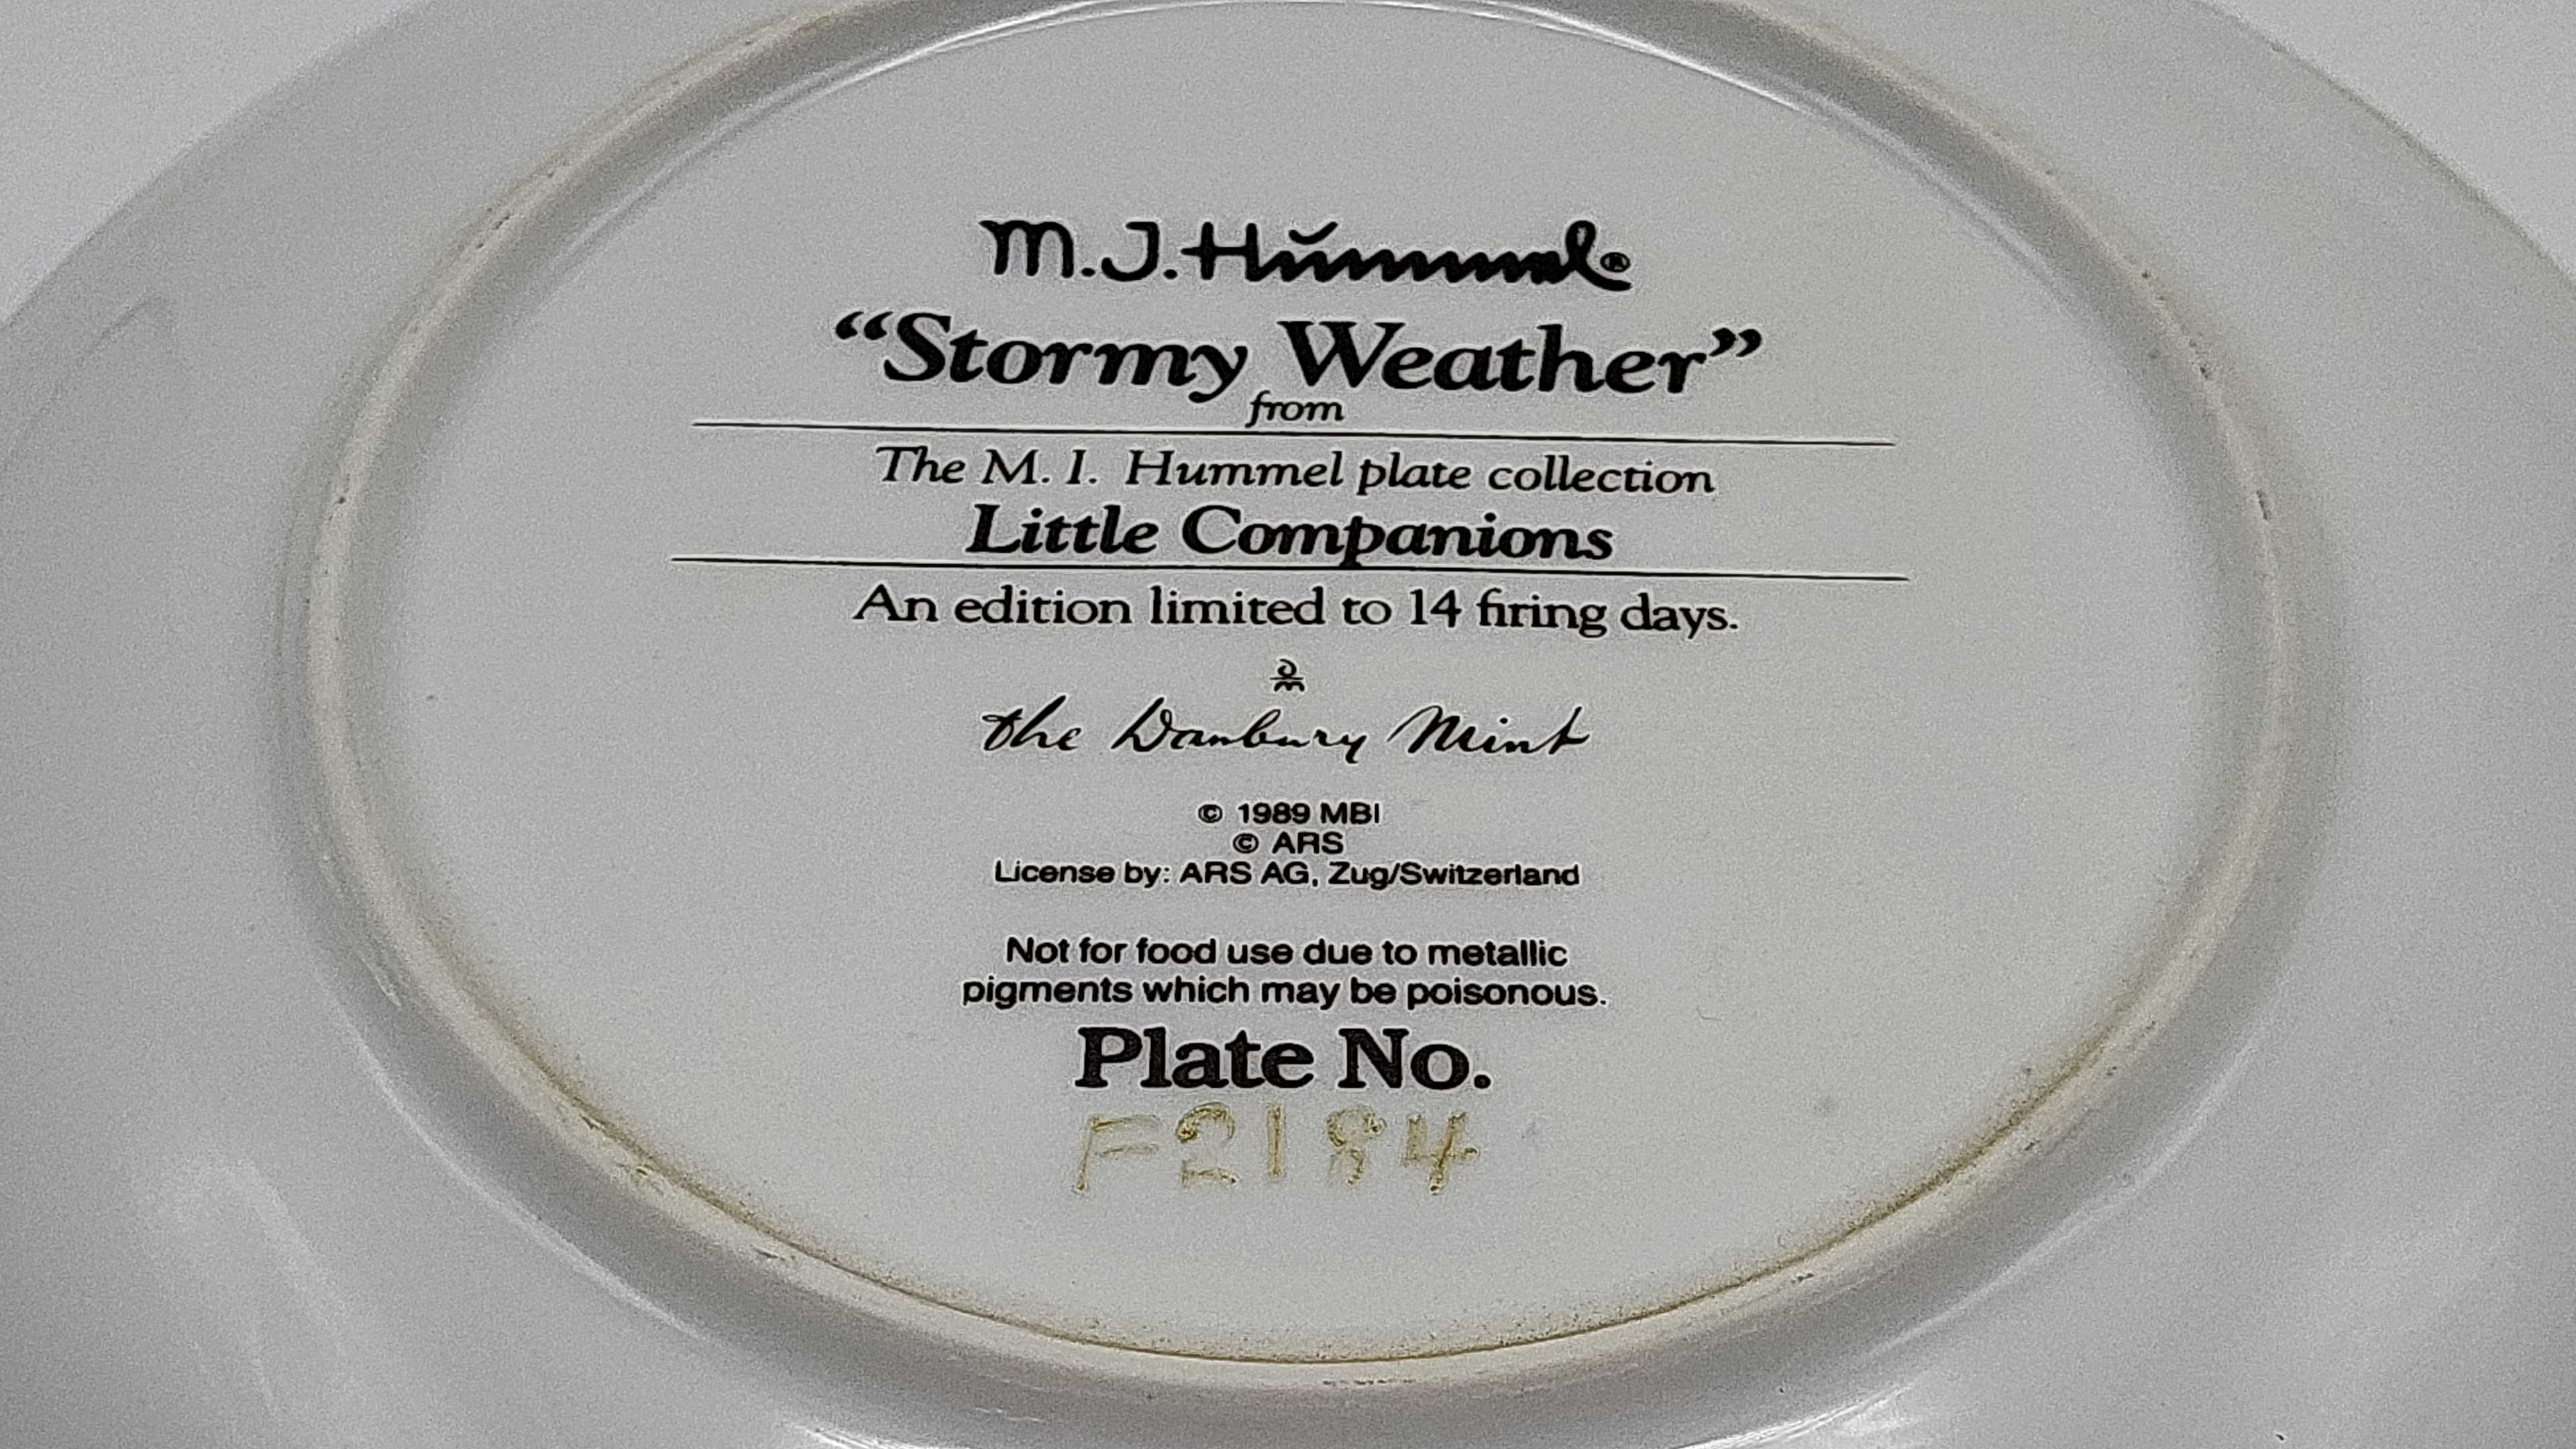 M.J.Hummel®
“Stormy Weather”
from
The M. I. Hummel plate collection
Little Companions
An edition limited to 14 firing days.
The Danbury Mint
© 1989 MBI
© ARS
License by: ARS AG, Zug/Switzerland
Not for food use due to metallic
pigments which may be poisonous.
Plate No.
F2184